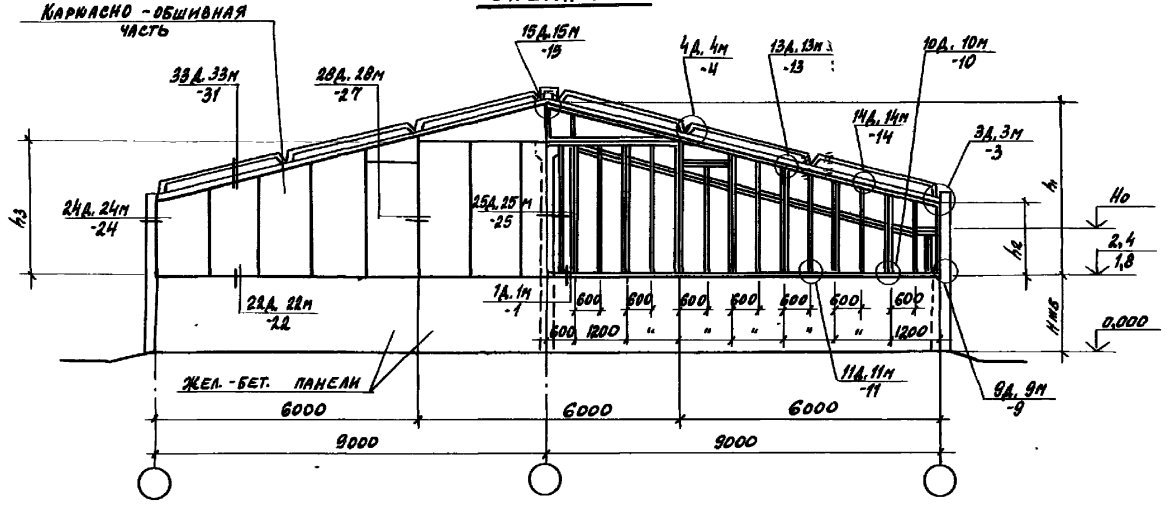 КАРКАСНО-ОБШИВНАЯ
ЧАСТЬ
33Д. 33М
-31
28Д. 28М
-27
15Д. 15М
-15
4Д. 4М
-4
13Д. 13М
-13
10Д. 10М
-10
14Д. 14М
-14
3Д. 3М
-3
24Д. 24М
-24
25Д. 25М
-25
h3
h
h2
Но
2,4
1,8
22Д. 22М
-22
1Д. 1М
-1
600 600 600 600 600 600 600
600 1200 " " " " " 1200
Нтв
0,000
ЖЕЛ.-БЕТ. ПАНЕЛИ
11Д. 11М
-11
9Д. 9М
-9
6000 6000 6000
9000 9000